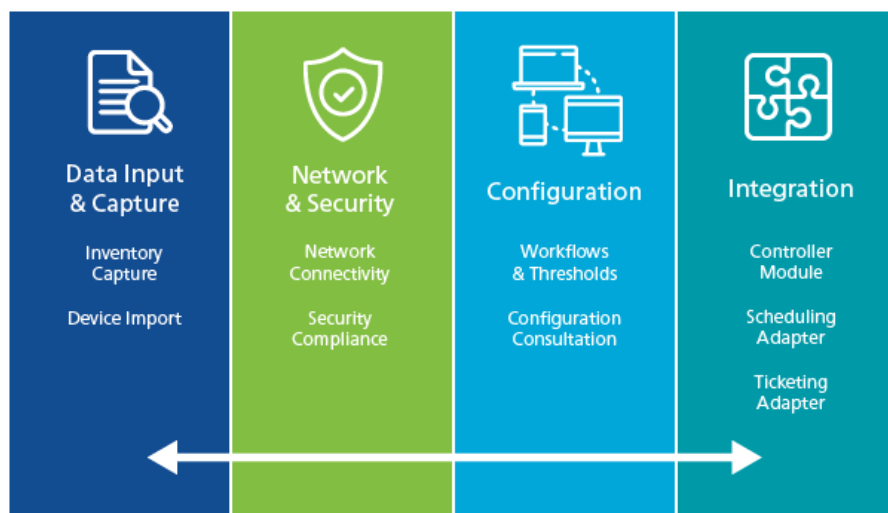 Data Input
& Capture
Inventory
Capture
Device Import
Network
& Security
Network
Connectivity
Security
Compliance
Configuration
Workflows
& Thresholds
Configuration
Consultation
Integration
Controller
Module
Scheduling
Adapter
Ticketing
Adapter